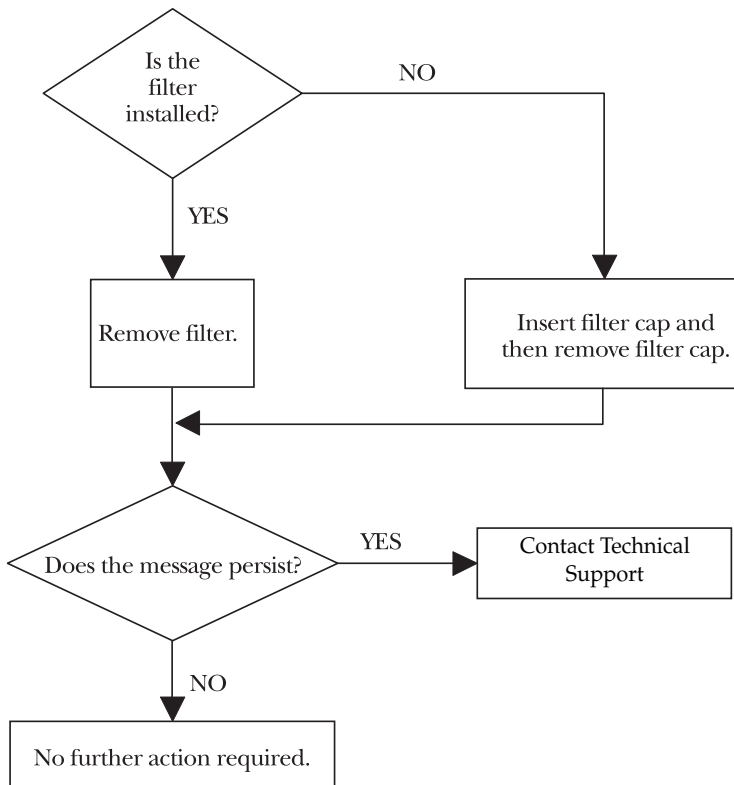 Is the
filter
installed?
NO
YES
Remove filter.
Insert filter cap and
then remove filter cap.
Does the message persist?
YES
Contact Technical
Support
NO
No further action required.